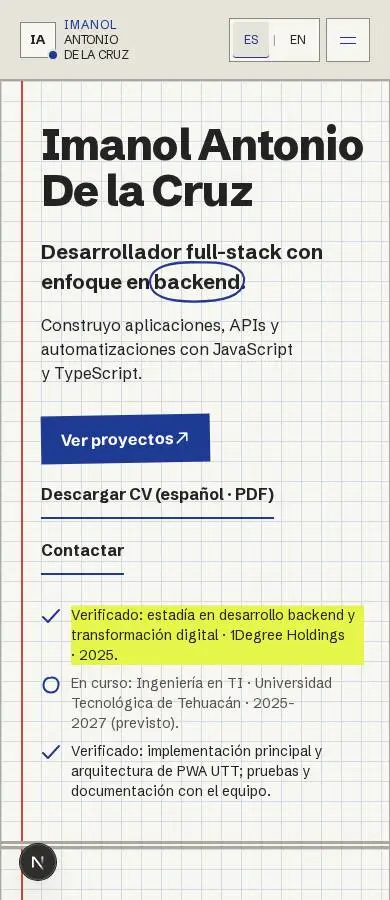 IA
IMANOL
ANTONIO
DE LA CRUZ
ES | EN
Imanol Antonio
De la Cruz
Desarrollador full-stack con
enfoque en backend.
Construyo aplicaciones, APIs y
automatizaciones con JavaScript
y TypeScript.
Ver proyectos
Descargar CV (español · PDF)
Contactar
Verificado: estadía en desarrollo backend y
transformación digital · 1Degree Holdings
· 2025.
En curso: Ingeniería en TI · Universidad
Tecnológica de Tehuacán · 2025–
2027 (previsto).
Verificado: implementación principal y
arquitectura de PWA UTT; pruebas y
documentación con el equipo.
N